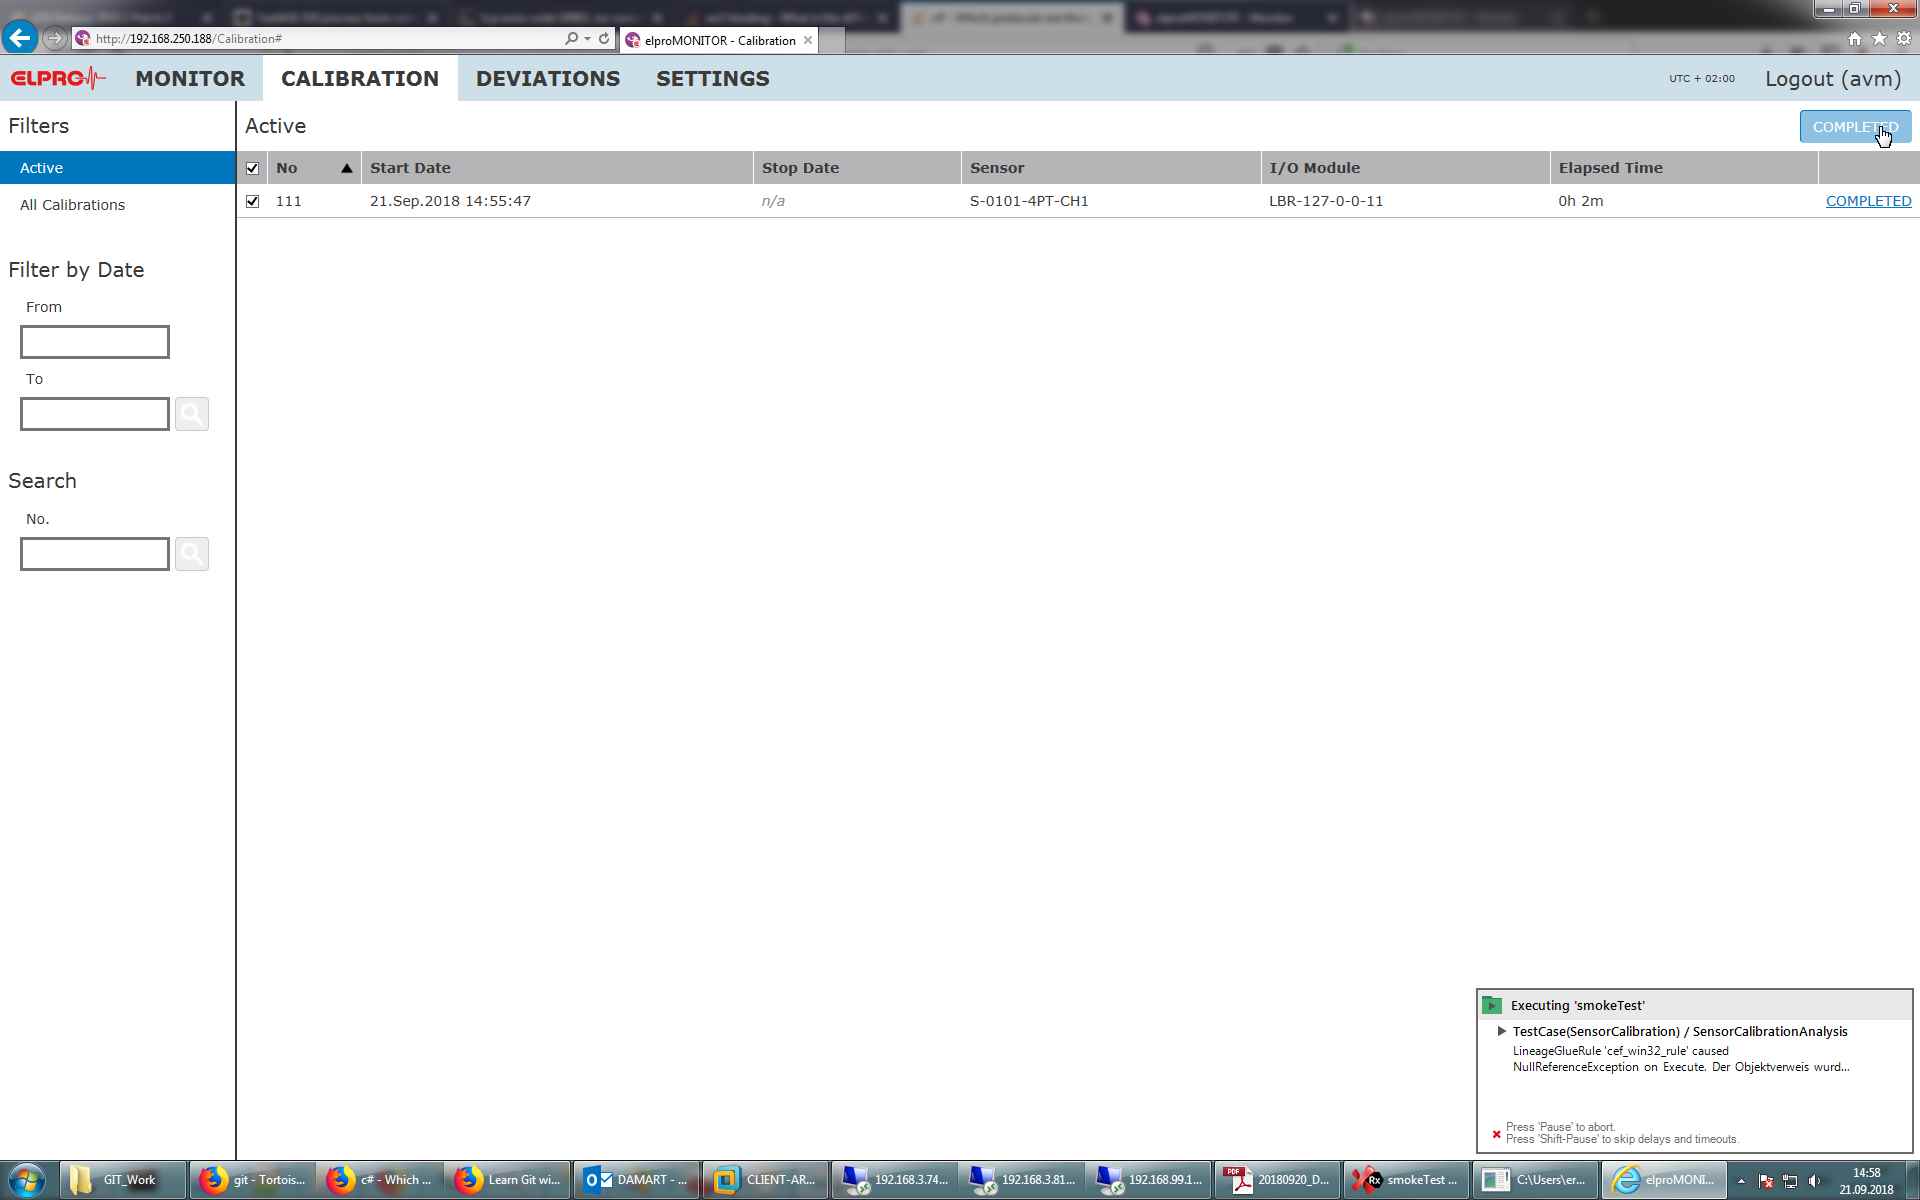 http://192.168.250.188/Calibration#
elproMONITOR - Calibration
ELPRO
MONITOR
CALIBRATION
DEVIATIONS
SETTINGS
UTC + 02:00
Logout (avm)
Filters
Active
All Calibrations
Filter by Date
From
To
Search
No.
Active
COMPLETED
No
Start Date
Stop Date
Sensor
I/O Module
Elapsed Time
111
21.Sep.2018 14:55:47
n/a
S-0101-4PT-CH1
LBR-127-0-0-11
0h 2m
COMPLETED
Executing 'smokeTest'
TestCase(SensorCalibration) / SensorCalibrationAnalysis
LineageGlueRule 'cef_win32_rule' caused
NullReferenceException on Execute. Der Objektverweis wurd...
Press 'Pause' to abort.
Press 'Shift-Pause' to skip delays and timeouts.
GIT_Work
git - Tortois...
c# - Which ...
Learn Git wi...
DAMART - ...
CLIENT-AR...
192.168.3.74...
192.168.3.81...
192.168.99.1...
20180920_D...
smokeTest ...
C:\Users\er...
elproMONI...
14:58
21.09.2018